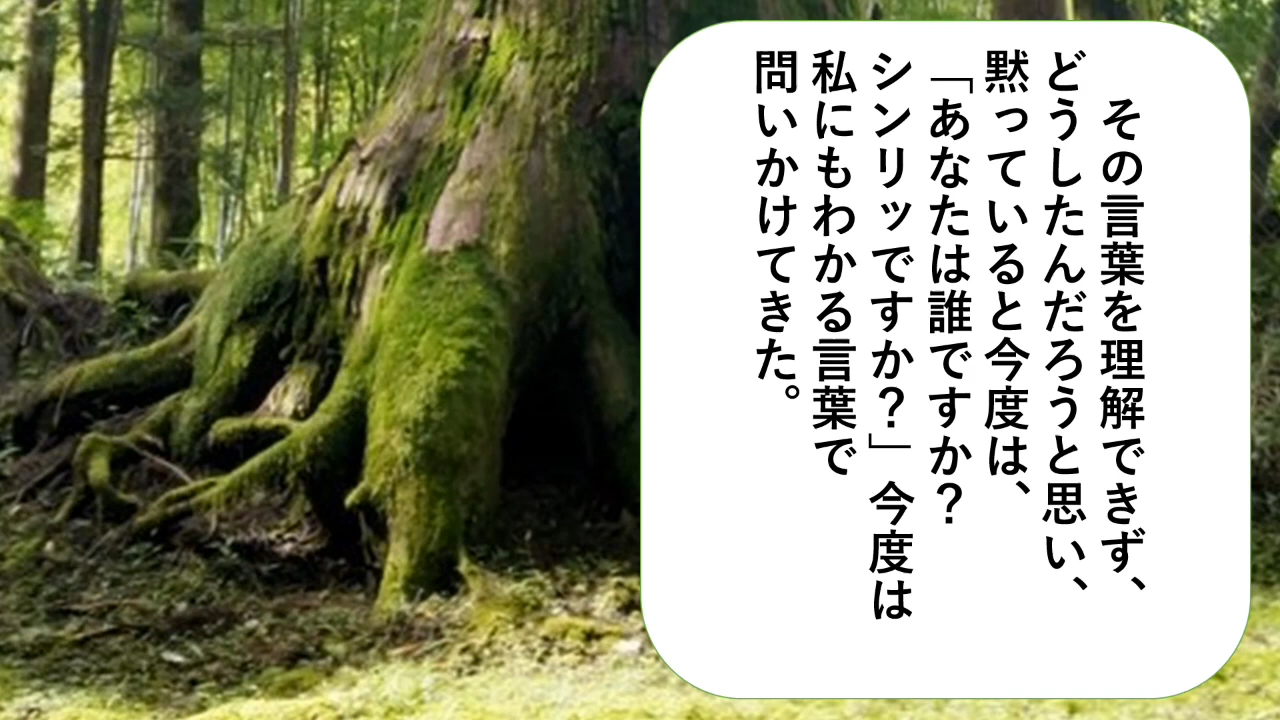 その言葉を理解できず、
どうしたんだろうと思い、
黙っていると今度は、
「あなたは誰ですか？
シンリッですか？」今度は
私にもわかる言葉で
問いかけてきた。